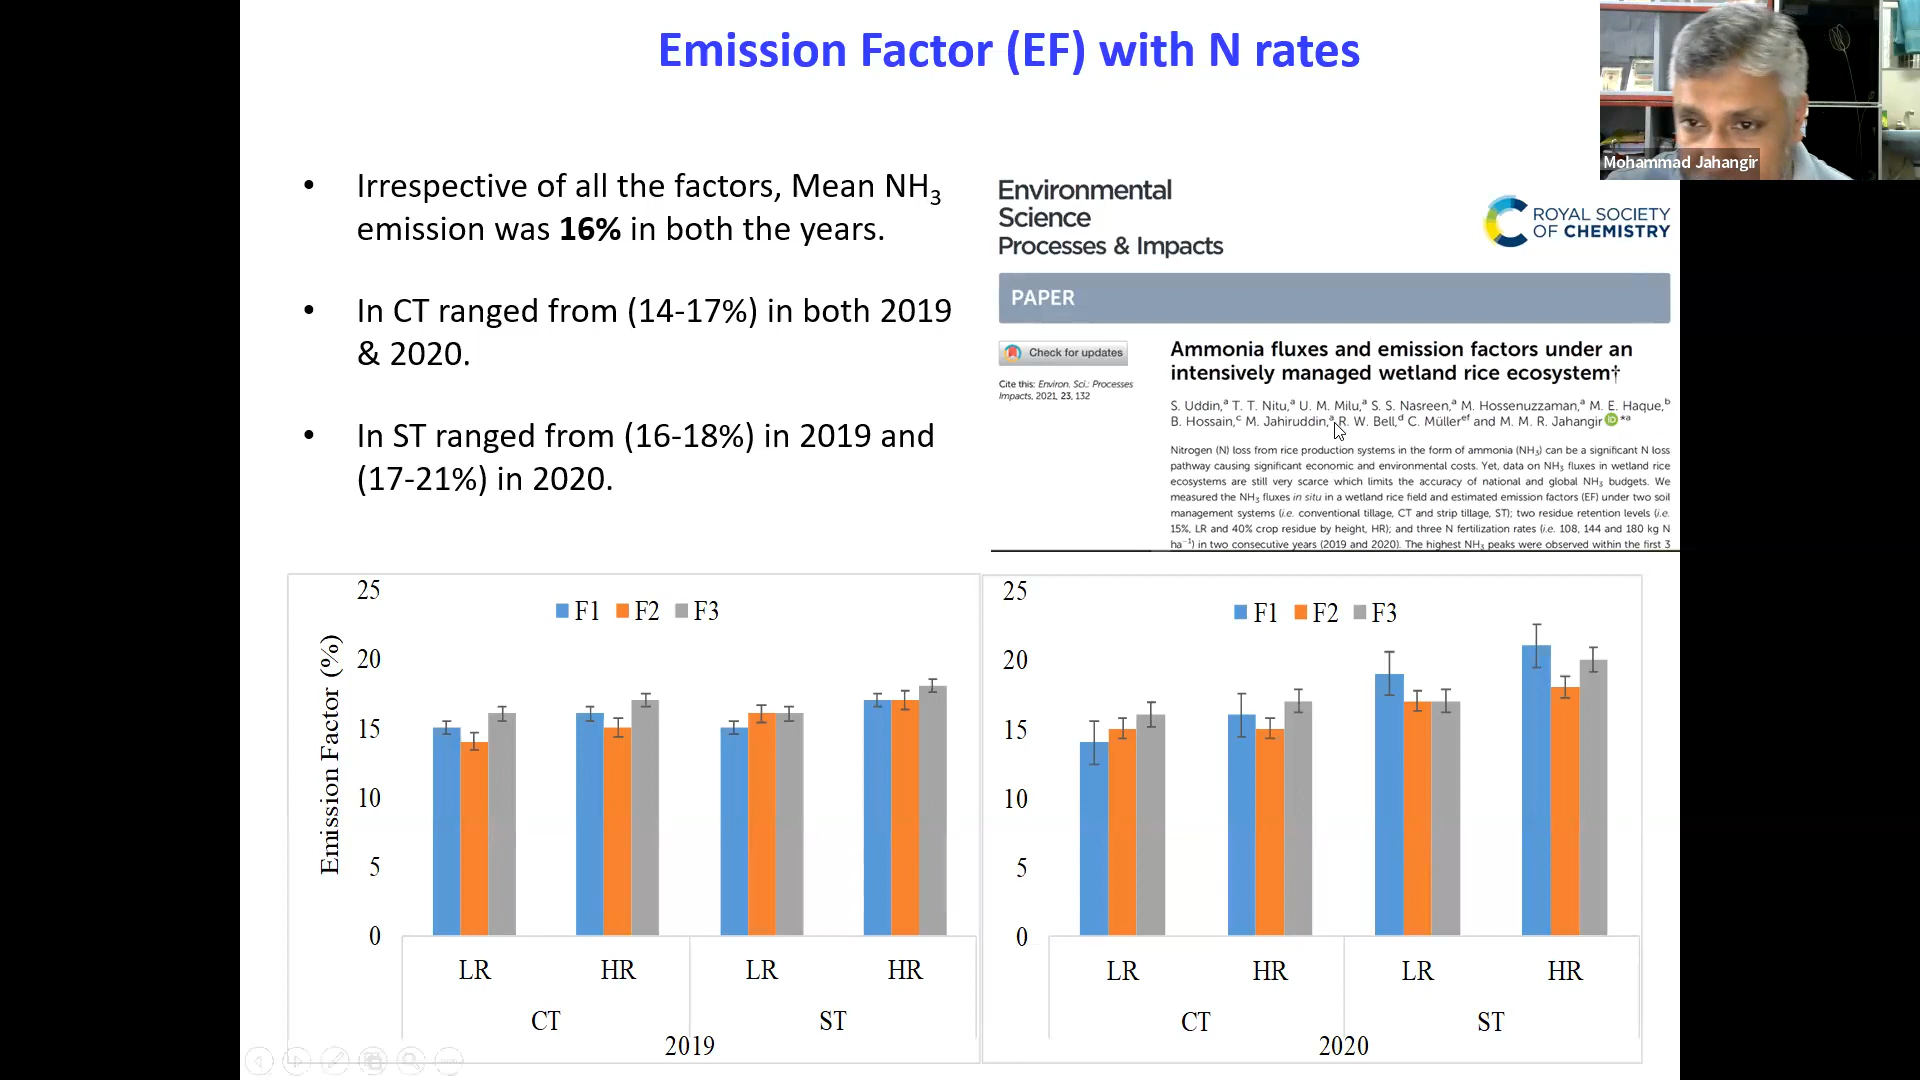 Emission Factor (EF) with N rates
Mohammad Jahangir
• Irrespective of all the factors, Mean NH3
emission was 16% in both the years.
• In CT ranged from (14-17%) in both 2019
& 2020.
• In ST ranged from (16-18%) in 2019 and
(17-21%) in 2020.
Environmental
Science
Processes & Impacts
ROYAL SOCIETY
OF CHEMISTRY
PAPER
Check for updates
Cite this: Environ. Sci.: Processes
Impacts, 2021, 23, 132
Ammonia fluxes and emission factors under an
intensively managed wetland rice ecosystem†
S. Uddin,a T. T. Nitu,a U. M. Milu,a S. S. Nasreen,a M. Hossenuzzaman,a M. E. Haque,b
B. Hossain,c M. Jahiruddin,a R. W. Bell,d C. Müller ef and M. M. R. Jahangir iD *a
Nitrogen (N) loss from rice production systems in the form of ammonia (NH3) can be a significant N loss
pathway causing significant economic and environmental costs. Yet, data on NH3 fluxes in wetland rice
ecosystems are still very scarce which limits the accuracy of national and global NH3 budgets. We
measured the NH3 fluxes in situ in a wetland rice field and estimated emission factors (EF) under two soil
management systems (i.e. conventional tillage, CT and strip tillage, ST); two residue retention levels (i.e.
15%, LR and 40% crop residue by height, HR); and three N fertilization rates (i.e. 108, 144 and 180 kg N
ha−1) in two consecutive years (2019 and 2020). The highest NH3 peaks were observed within the first 3
Emission Factor (%)
25
20
15
10
5
0
F1 F2 F3
LR HR LR HR
CT ST
2019
25
20
15
10
5
0
F1 F2 F3
LR HR LR HR
CT ST
2020